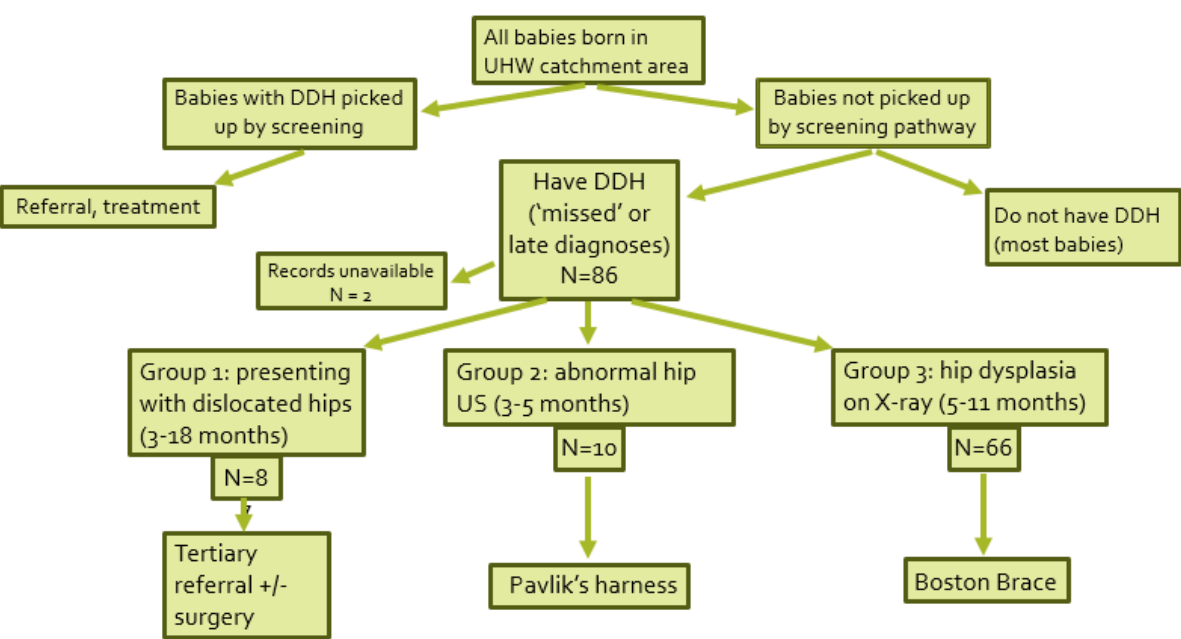 All babies born in
UHW catchment area
Babies with DDH picked
up by screening
Babies not picked up
by screening pathway
Referral, treatment
Have DDH
(‘missed’ or
late diagnoses)
N=86
Do not have DDH
(most babies)
Records unavailable
N = 2
Group 1: presenting
with dislocated hips
(3-18 months)
Group 2: abnormal hip
US (3-5 months)
Group 3: hip dysplasia
on X-ray (5-11 months)
N=8
N=10
N=66
Tertiary
referral +/-
surgery
Pavlik’s harness
Boston Brace